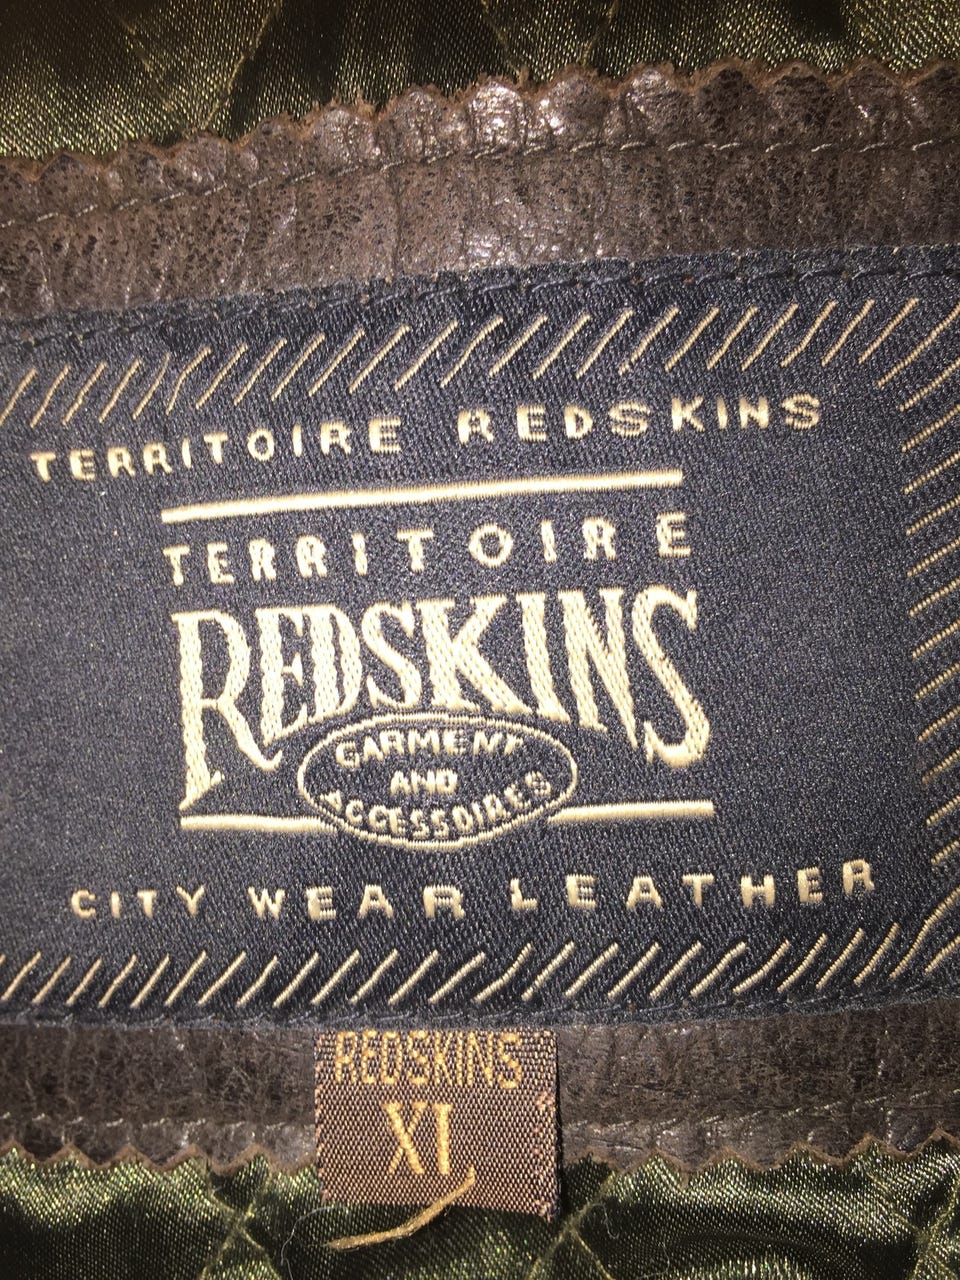 TERRITOIRE REDSKINS
TERRITOIRE
REDSKINS
GARMENT
AND
ACCESSOIRES
CITY WEAR LEATHER
REDSKINS
XL